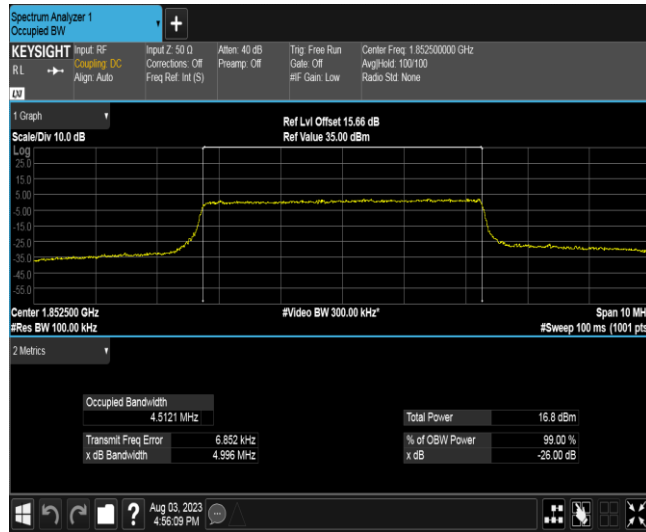 Spectrum Analyzer 1
Occupied BW
+
KEYSIGHT
RL
LXI
Input: RF
Coupling: DC
Align: Auto
Input Z: 50 Ω
Corrections: Off
Freq Ref: Int (S)
Atten: 40 dB
Preamp: Off
Trig: Free Run
Gate: Off
#IF Gain: Low
Center Freq: 1.852500000 GHz
Avg|Hold: 100/100
Radio Std: None
1 Graph
Scale/Div 10.0 dB
Ref Lvl Offset 15.66 dB
Ref Value 35.00 dBm
Log
25.0
15.0
5.00
-5.00
-15.0
-25.0
-35.0
-45.0
-55.0
Center 1.852500 GHz
#Res BW 100.00 kHz
#Video BW 300.00 kHz*
Span 10 MH
#Sweep 100 ms (1001 pts
2 Metrics
Occupied Bandwidth
4.5121 MHz
Transmit Freq Error 6.852 kHz
x dB Bandwidth 4.996 MHz
Total Power 16.8 dBm
% of OBW Power 99.00 %
x dB -26.00 dB
?
Aug 03, 2023
4:56:09 PM